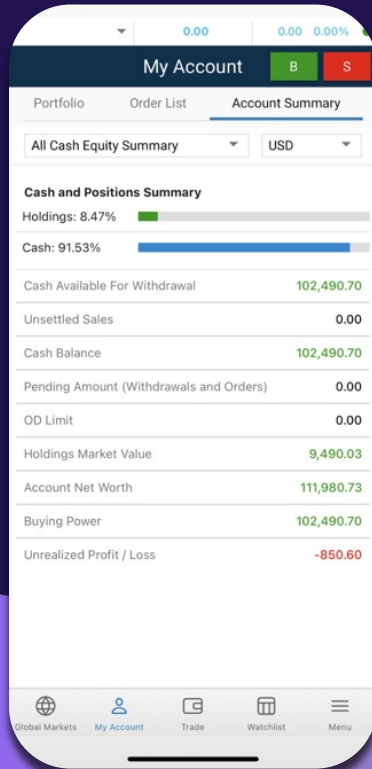 0.00 0.00 0.00%
My Account B S
Portfolio Order List Account Summary
All Cash Equity Summary USD
Cash and Positions Summary
Holdings: 8.47%
Cash: 91.53%
Cash Available For Withdrawal 102,490.70
Unsettled Sales 0.00
Cash Balance 102,490.70
Pending Amount (Withdrawals and Orders) 0.00
OD Limit 0.00
Holdings Market Value 9,490.03
Account Net Worth 111,980.73
Buying Power 102,490.70
Unrealized Profit / Loss -850.60
Global Markets My Account Trade Watchlist Menu